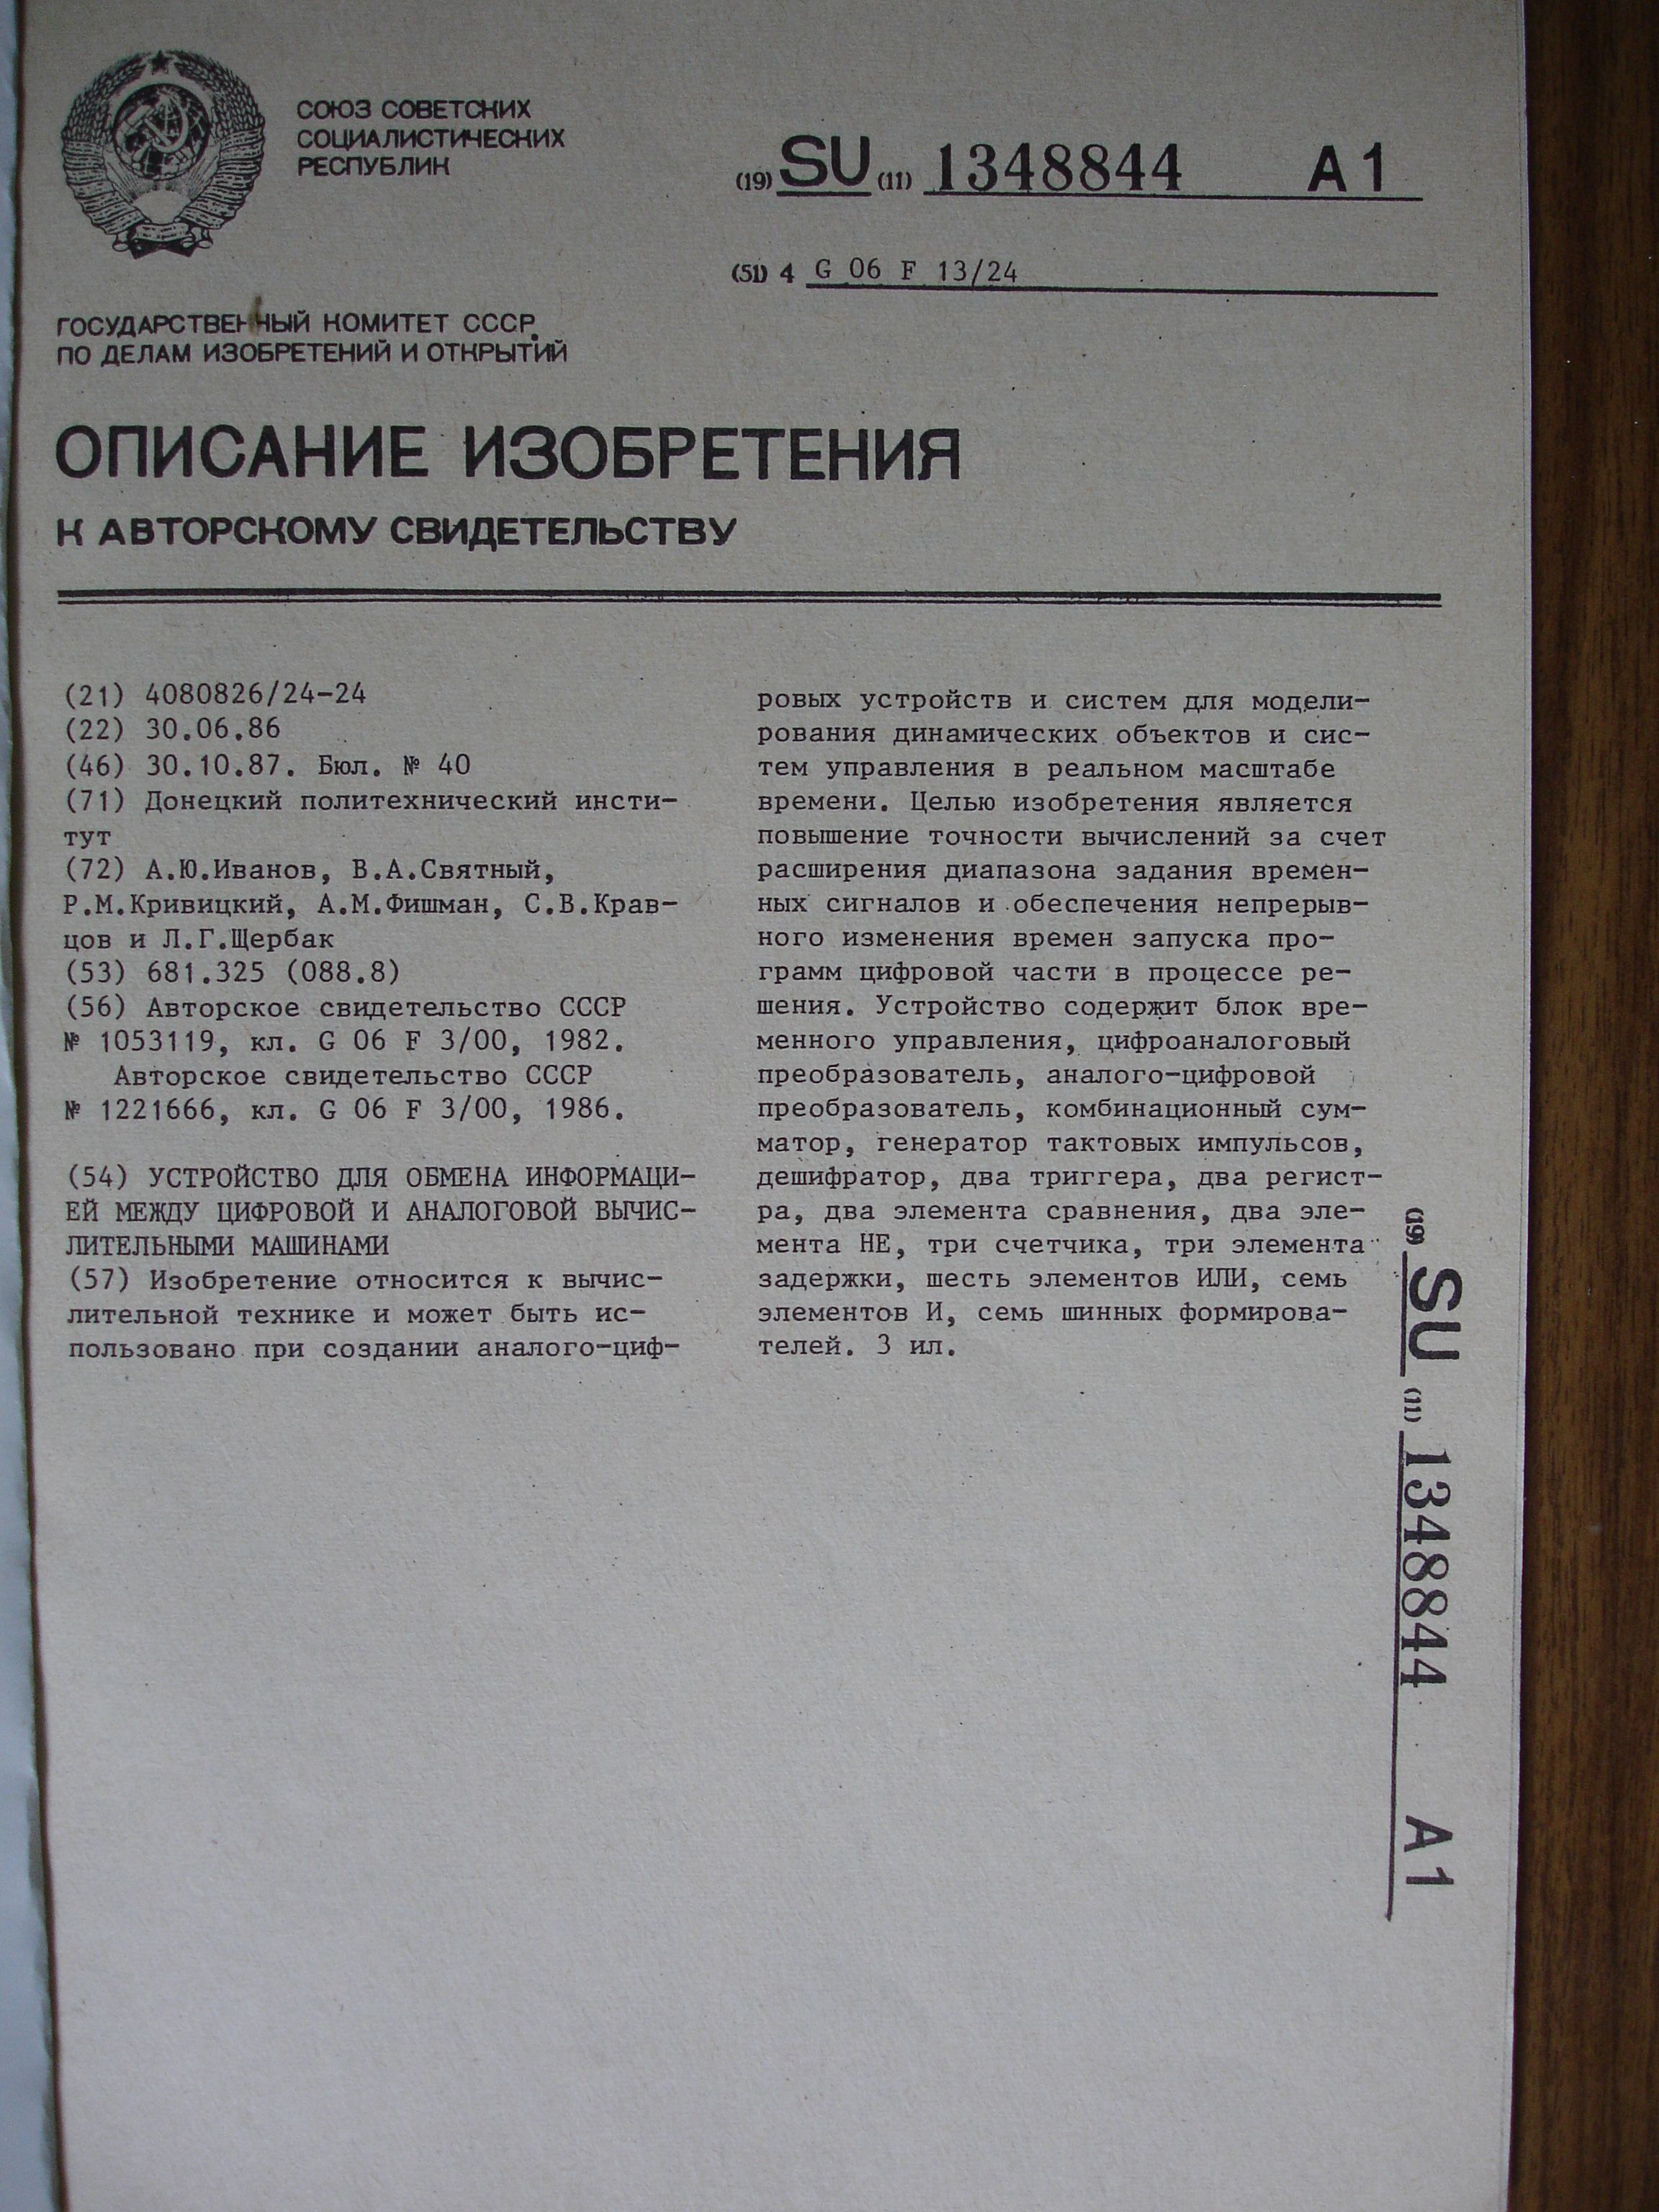 СОЮЗ СОВЕТСКИХ
СОЦИАЛИСТИЧЕСКИХ
РЕСПУБЛИК
(19) SU (11) 1348844 A1
(51) 4 G 06 F 13/24
ГОСУДАРСТВЕННЫЙ КОМИТЕТ СССР
ПО ДЕЛАМ ИЗОБРЕТЕНИЙ И ОТКРЫТИЙ
ОПИСАНИЕ ИЗОБРЕТЕНИЯ
К АВТОРСКОМУ СВИДЕТЕЛЬСТВУ
(21) 4080826/24-24
(22) 30.06.86
(46) 30.10.87. Бюл. № 40
(71) Донецкий политехнический инсти-
тут
(72) А.Ю.Иванов, В.А.Святный,
Р.М.Кривицкий, А.М.Фишман, С.В.Крав-
цов и Л.Г.Щербак
(53) 681.325 (088.8)
(56) Авторское свидетельство СССР
№ 1053119, кл. G 06 F 3/00, 1982.
Авторское свидетельство СССР
№ 1221666, кл. G 06 F 3/00, 1986.
(54) УСТРОЙСТВО ДЛЯ ОБМЕНА ИНФОРМАЦИ-
ЕЙ МЕЖДУ ЦИФРОВОЙ И АНАЛОГОВОЙ ВЫЧИС-
ЛИТЕЛЬНЫМИ МАШИНАМИ
(57) Изобретение относится к вычис-
лительной технике и может быть ис-
пользовано при создании аналого-циф-
ровых устройств и систем для модели-
рования динамических объектов и сис-
тем управления в реальном масштабе
времени. Целью изобретения является
повышение точности вычислений за счет
расширения диапазона задания времен-
ных сигналов и обеспечения непрерыв-
ного изменения времен запуска про-
грамм цифровой части в процессе ре-
шения. Устройство содержит блок вре-
менного управления, цифроаналоговый
преобразователь, аналого-цифровой
преобразователь, комбинационный сум-
матор, генератор тактовых импульсов,
дешифратор, два триггера, два регист-
ра, два элемента сравнения, два эле-
мента НЕ, три счетчика, три элемента
задержки, шесть элементов ИЛИ, семь
элементов И, семь шинных формирова-
телей. 3 ил.
(19) SU (11) 1348844 A1